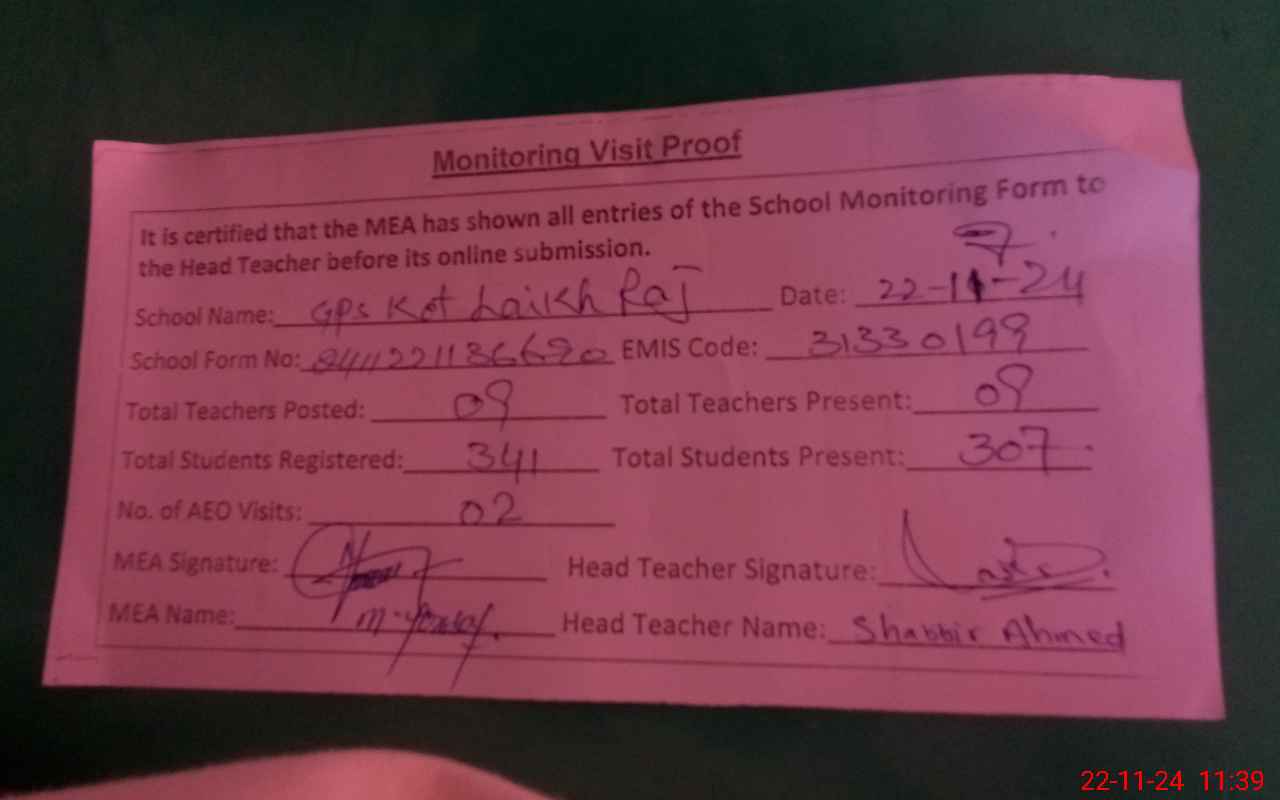 Monitoring Visit Proof
It is certified that the MEA has shown all entries of the School Monitoring Form to
the Head Teacher before its online submission.
School Name: GPS Kot Laikh Raj Date: 22-11-24
School Form No: EMIS Code: 31330199
Total Teachers Posted: 09 Total Teachers Present: 09
Total Students Registered: 341 Total Students Present: 307
No. of AEO Visits: 02
MEA Signature: Head Teacher Signature:
MEA Name: Head Teacher Name: Shabbir Ahmed
22-11-24 11:39